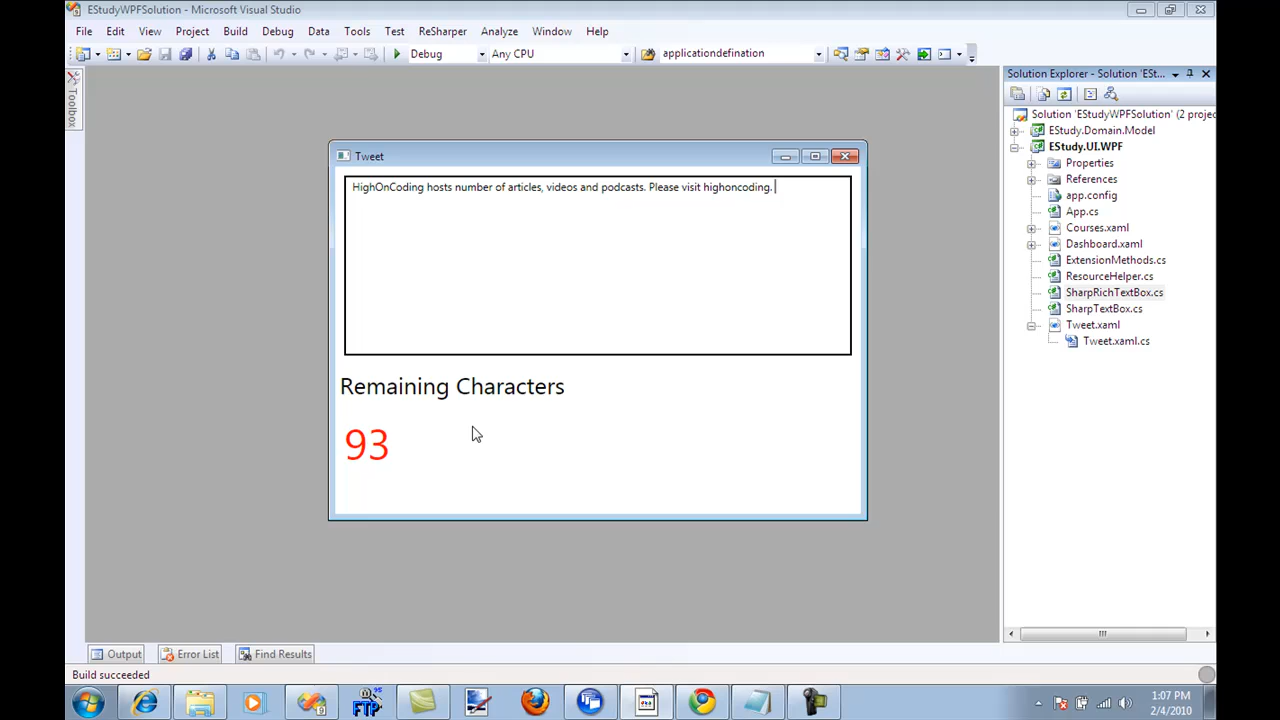 EStudyWPFSolution - Microsoft Visual Studio
File Edit View Project Build Debug Data Tools Test ReSharper Analyze Window Help
Debug Any CPU applicationdefination
Toolbox
Solution Explorer - Solution 'ESt...
Solution 'EStudyWPFSolution' (2 projec
EStudy.Domain.Model
EStudy.UI.WPF
Properties
References
app.config
App.cs
Courses.xaml
Dashboard.xaml
ExtensionMethods.cs
ResourceHelper.cs
SharpRichTextBox.cs
SharpTextBox.cs
Tweet.xaml
Tweet.xaml.cs
Tweet
HighOnCoding hosts number of articles, videos and podcasts. Please visit highoncoding.
Remaining Characters
93
Output Error List Find Results
Build succeeded
FTP
95
1:07 PM
2/4/2010